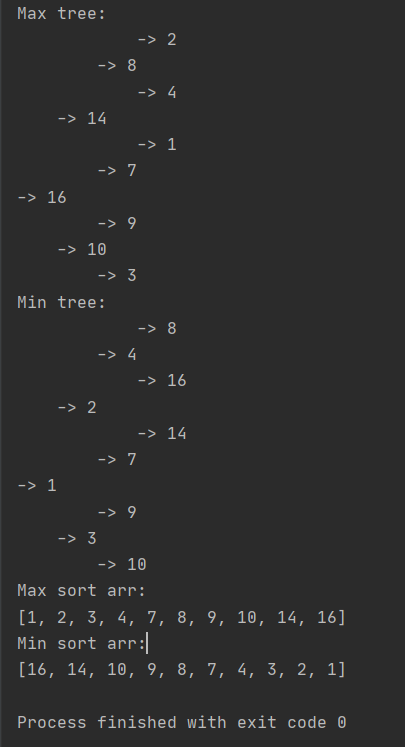 Max tree:
            -> 2
        -> 8
            -> 4
    -> 14
            -> 1
        -> 7
-> 16
        -> 9
    -> 10
        -> 3
Min tree:
            -> 8
        -> 4
            -> 16
    -> 2
            -> 14
        -> 7
-> 1
        -> 9
    -> 3
        -> 10
Max sort arr:
[1, 2, 3, 4, 7, 8, 9, 10, 14, 16]
Min sort arr:
[16, 14, 10, 9, 8, 7, 4, 3, 2, 1]

Process finished with exit code 0